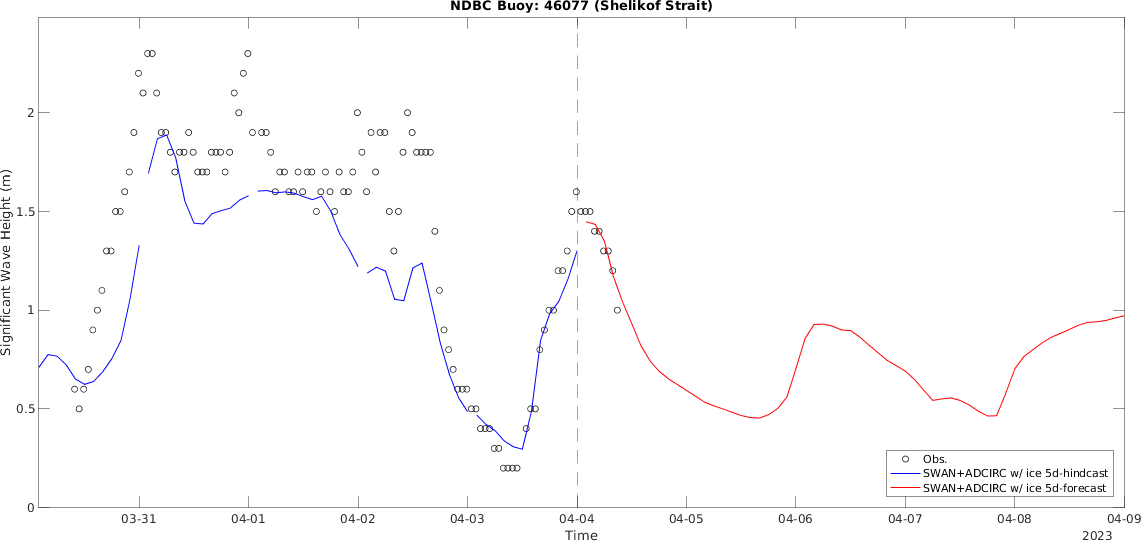 NDBC Buoy: 46077 (Shelikof Strait)
Significant Wave Height (m)
2
1.5
1
0.5
0
Obs.
SWAN+ADCIRC w/ ice 5d-hindcast
SWAN+ADCIRC w/ ice 5d-forecast
03-31 04-01 04-02 04-03 04-04 04-05 04-06 04-07 04-08 04-09
Time 2023